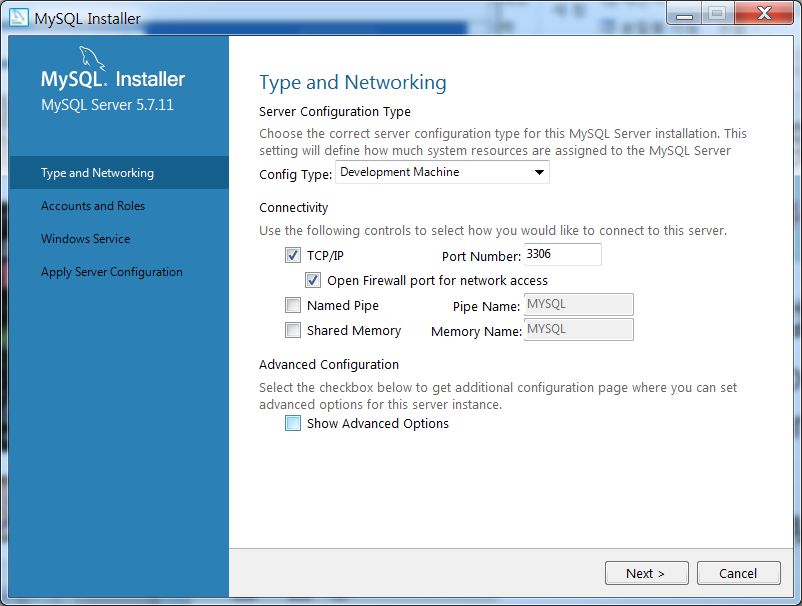 MySQL Installer
MySQL. Installer
MySQL Server 5.7.11
Type and Networking
Accounts and Roles
Windows Service
Apply Server Configuration
Type and Networking
Server Configuration Type
Choose the correct server configuration type for this MySQL Server installation. This
setting will define how much system resources are assigned to the MySQL Server
Config Type: Development Machine
Connectivity
Use the following controls to select how you would like to connect to this server.
TCP/IP Port Number: 3306
Open Firewall port for network access
Named Pipe Pipe Name: MYSQL
Shared Memory Memory Name: MYSQL
Advanced Configuration
Select the checkbox below to get additional configuration page where you can set
advanced options for this server instance.
Show Advanced Options
Next > Cancel